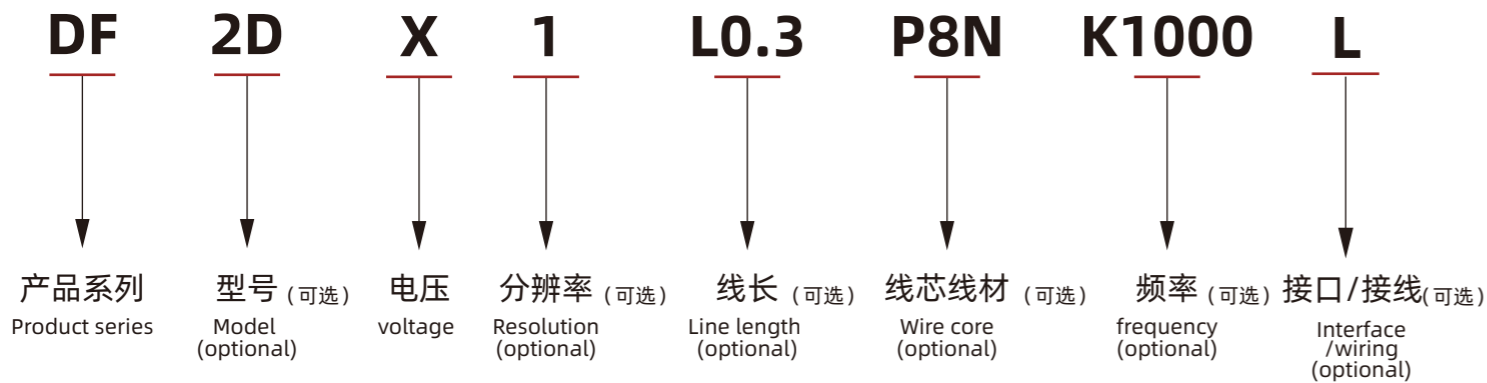 DF 2D X 1 L0.3 P8N K1000 L
产品系列 型号 (可选) 电压 分辨率 (可选) 线长 (可选) 线芯线材 (可选) 频率 (可选) 接口/接线 (可选)
Product series Model voltage Resolution Line length Wire core frequency Interface
(optional) (optional) (optional) (optional) (optional) /wiring
(optional)